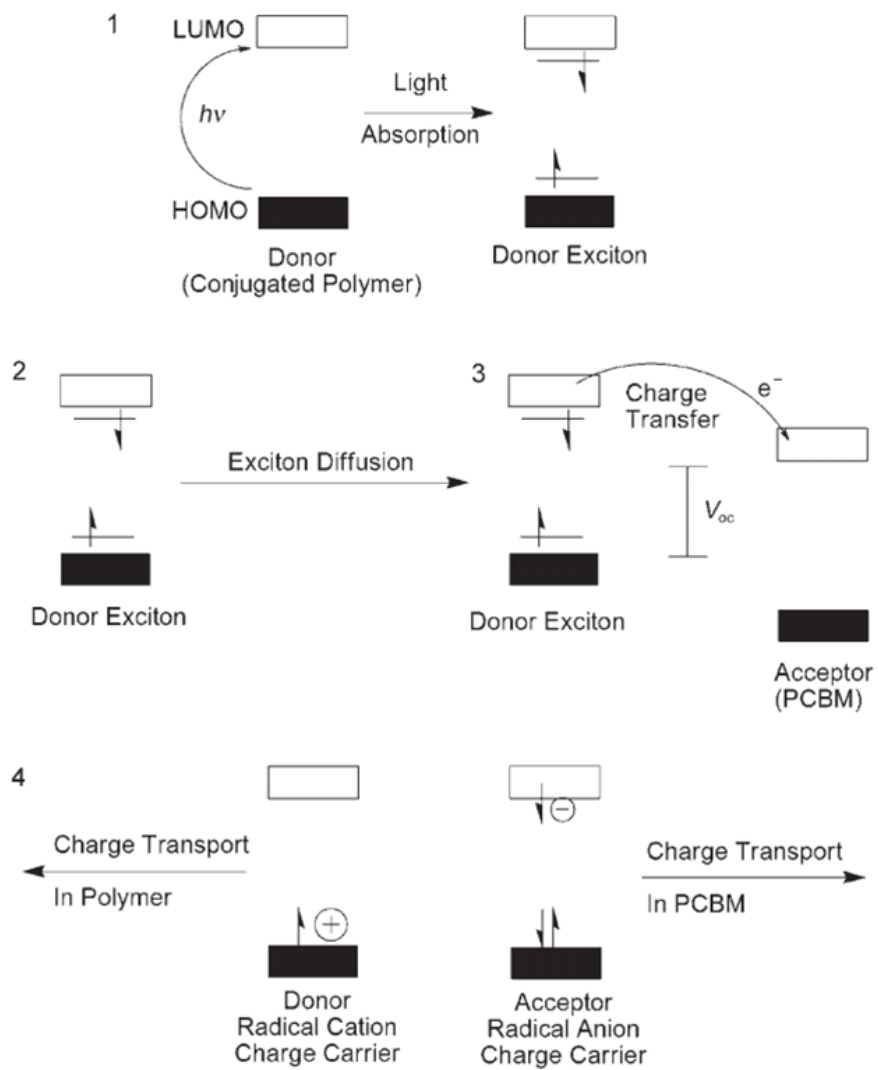 1
LUMO
hν
HOMO
Donor
(Conjugated Polymer)
Light
Absorption
Donor Exciton
2
Exciton Diffusion
Donor Exciton
3
Charge
Transfer
e⁻
Voc
Donor Exciton
Acceptor
(PCBM)
4
Charge Transport
In Polymer
+
Donor
Radical Cation
Charge Carrier
−
Acceptor
Radical Anion
Charge Carrier
Charge Transport
In PCBM